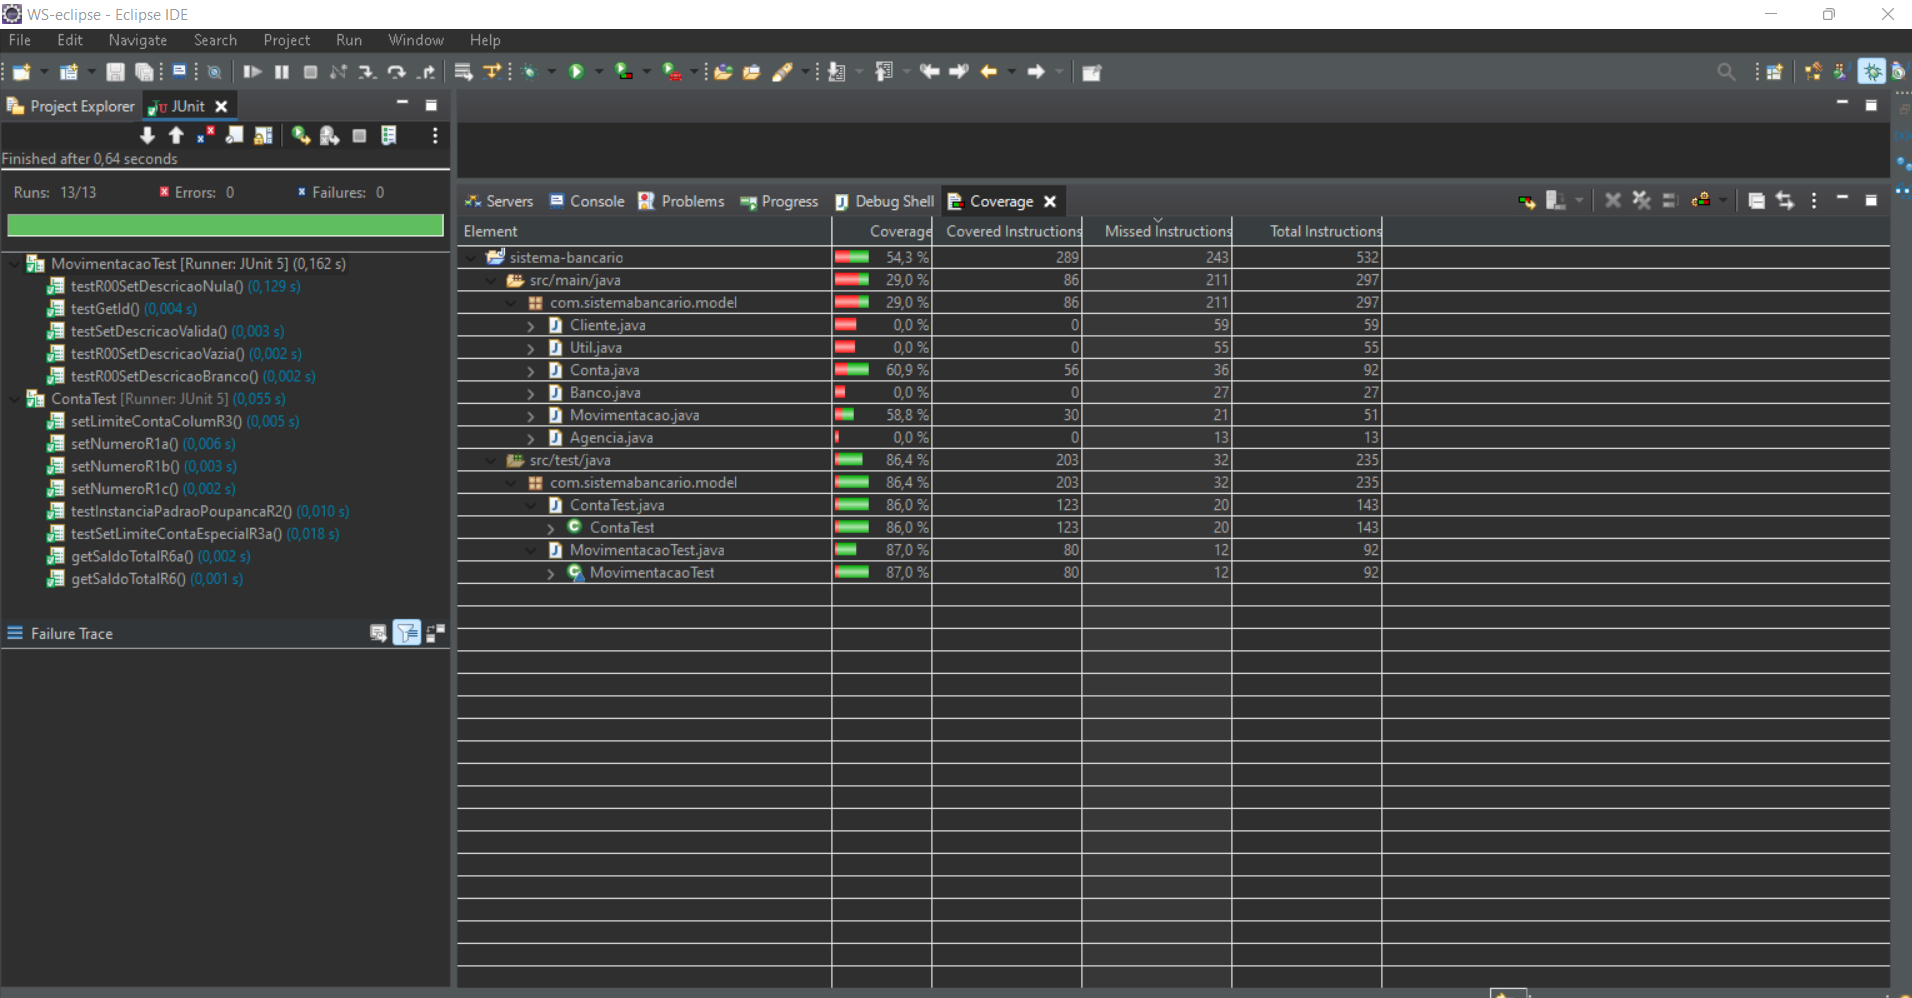 WS-eclipse - Eclipse IDE
File Edit Navigate Search Project Run Window Help
Project Explorer JUnit
Finished after 0,64 seconds
Runs: 13/13 Errors: 0 Failures: 0
MovimentacaoTest [Runner: JUnit 5] (0,162 s)
testR00SetDescricaoNula() (0,129 s)
testGetId() (0,004 s)
testSetDescricaoValida() (0,003 s)
testR00SetDescricaoVazia() (0,002 s)
testR00SetDescricaoBranco() (0,002 s)
ContaTest [Runner: JUnit 5] (0,055 s)
setLimiteContaColumR3() (0,005 s)
setNumeroR1a() (0,006 s)
setNumeroR1b() (0,003 s)
setNumeroR1c() (0,002 s)
testInstanciaPadraoPoupancaR2() (0,010 s)
testSetLimiteContaEspecialR3a() (0,018 s)
getSaldoTotalR6a() (0,002 s)
getSaldoTotalR6() (0,001 s)
Failure Trace
Servers Console Problems Progress Debug Shell Coverage
Element Coverage Covered Instructions Missed Instructions Total Instructions
sistema-bancario 54,3 % 289 243 532
src/main/java 29,0 % 86 211 297
com.sistemabancario.model 29,0 % 86 211 297
Cliente.java 0,0 % 0 59 59
Util.java 0,0 % 0 55 55
Conta.java 60,9 % 56 36 92
Banco.java 0,0 % 0 27 27
Movimentacao.java 58,8 % 30 21 51
Agencia.java 0,0 % 0 13 13
src/test/java 86,4 % 203 32 235
com.sistemabancario.model 86,4 % 203 32 235
ContaTest.java 86,0 % 123 20 143
ContaTest 86,0 % 123 20 143
MovimentacaoTest.java 87,0 % 80 12 92
MovimentacaoTest 87,0 % 80 12 92